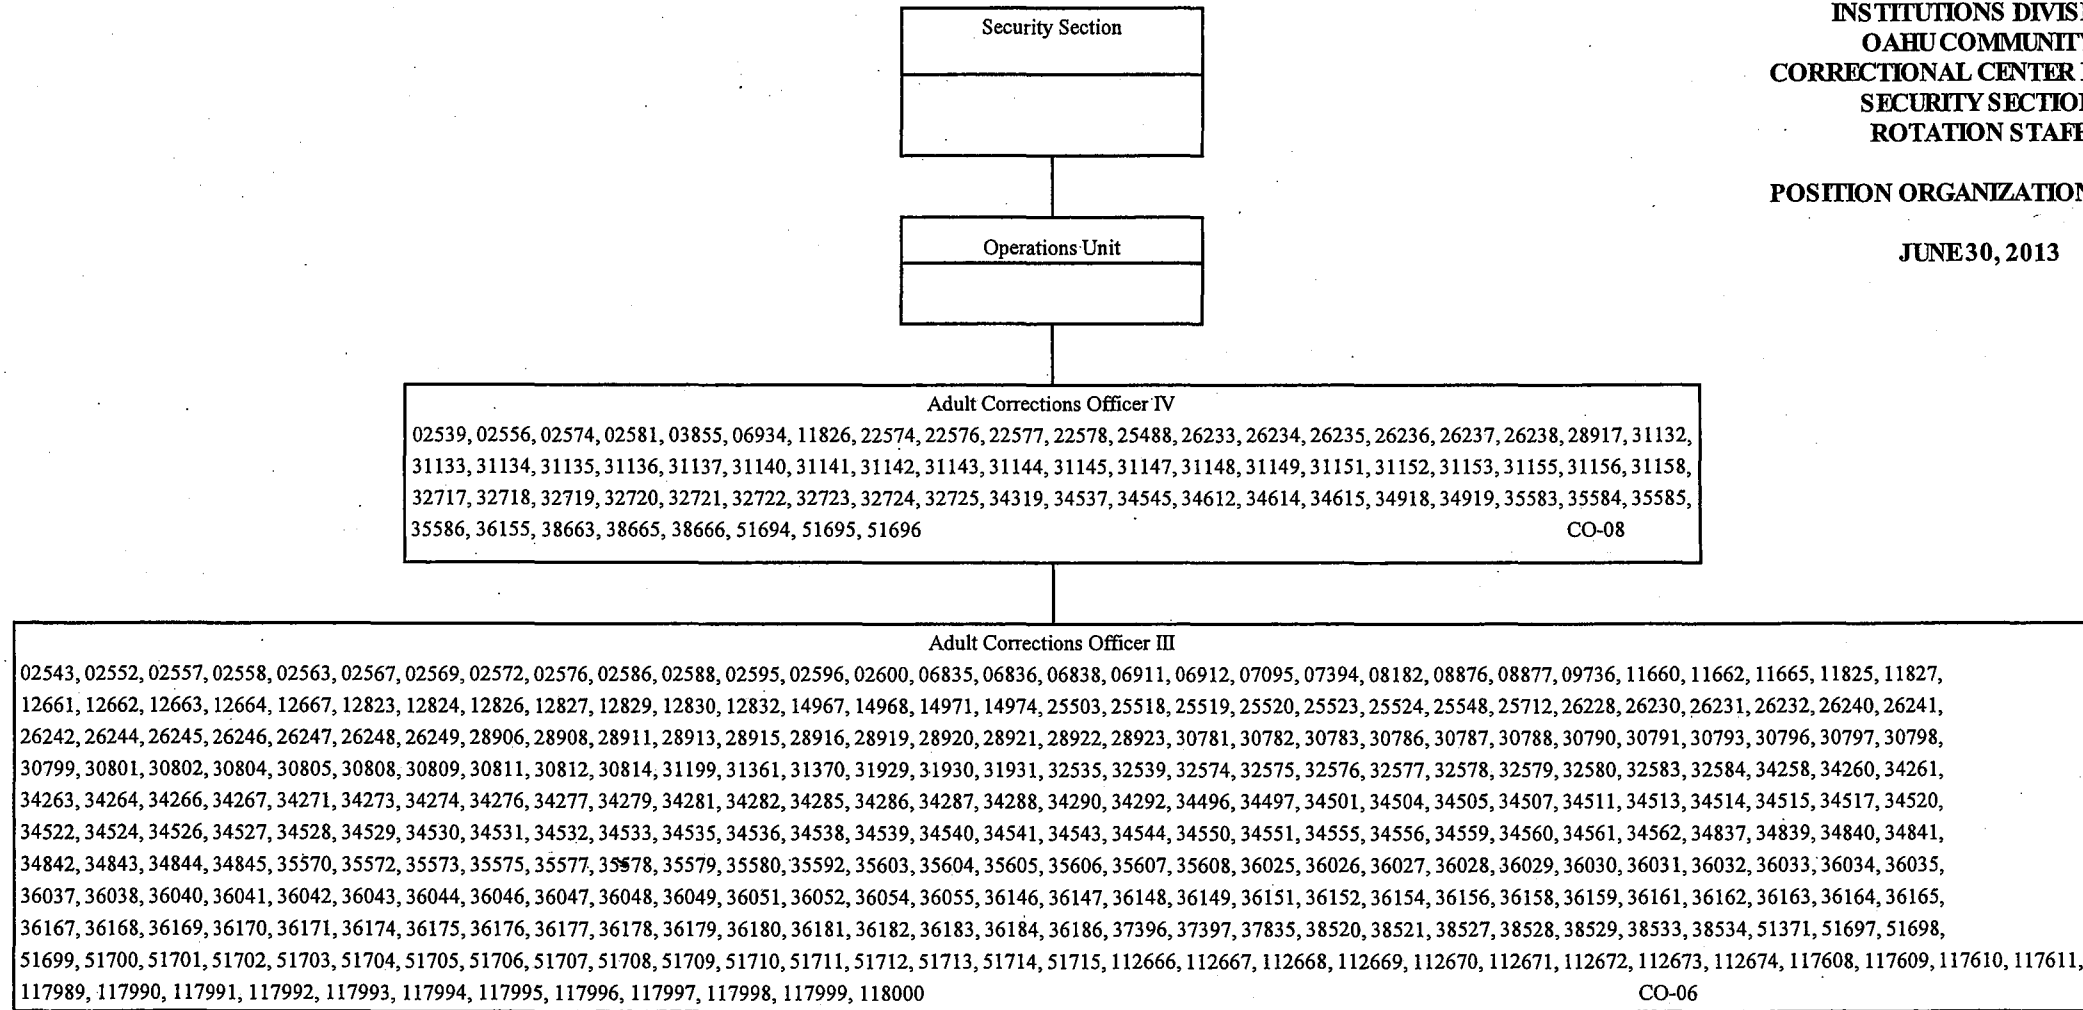 INSTITUTIONS DIVIS
OAHU COMMUNITY
CORRECTIONAL CENTER
SECURITY SECTION
ROTATION STAFF
POSITION ORGANIZATION
JUNE 30, 2013
Security Section
Operations Unit
Adult Corrections Officer IV
02539, 02556, 02574, 02581, 03855, 06934, 11826, 22574, 22576, 22577, 22578, 25488, 26233, 26234, 26235, 26236, 26237, 26238, 28917, 31132,
31133, 31134, 31135, 31136, 31137, 31140, 31141, 31142, 31143, 31144, 31145, 31147, 31148, 31149, 31151, 31152, 31153, 31155, 31156, 31158,
32717, 32718, 32719, 32720, 32721, 32722, 32723, 32724, 32725, 34319, 34537, 34545, 34612, 34614, 34615, 34918, 34919, 35583, 35584, 35585,
35586, 36155, 38663, 38665, 38666, 51694, 51695, 51696 CO-08
Adult Corrections Officer III
02543, 02552, 02557, 02558, 02563, 02567, 02569, 02572, 02576, 02586, 02588, 02595, 02596, 02600, 06835, 06836, 06838, 06911, 06912, 07095, 07394, 08182, 08876, 08877, 09736, 11660, 11662, 11665, 11825, 11827,
12661, 12662, 12663, 12664, 12667, 12823, 12824, 12826, 12827, 12829, 12830, 12832, 14967, 14968, 14971, 14974, 25503, 25518, 25519, 25520, 25523, 25524, 25548, 25712, 26228, 26230, 26231, 26232, 26240, 26241,
26242, 26244, 26245, 26246, 26247, 26248, 26249, 28906, 28908, 28911, 28913, 28915, 28916, 28919, 28920, 28921, 28922, 28923, 30781, 30782, 30783, 30786, 30787, 30788, 30790, 30791, 30793, 30796, 30797, 30798,
30799, 30801, 30802, 30804, 30805, 30808, 30809, 30811, 30812, 30814, 31199, 31361, 31370, 31929, 31930, 31931, 32535, 32539, 32574, 32575, 32576, 32577, 32578, 32579, 32580, 32583, 32584, 34258, 34260, 34261,
34263, 34264, 34266, 34267, 34271, 34273, 34274, 34276, 34277, 34279, 34281, 34282, 34285, 34286, 34287, 34288, 34290, 34292, 34496, 34497, 34501, 34504, 34505, 34507, 34511, 34513, 34514, 34515, 34517, 34520,
34522, 34524, 34526, 34527, 34528, 34529, 34530, 34531, 34532, 34533, 34535, 34536, 34538, 34539, 34540, 34541, 34543, 34544, 34550, 34551, 34555, 34556, 34559, 34560, 34561, 34562, 34837, 34839, 34840, 34841,
34842, 34843, 34844, 34845, 35570, 35572, 35573, 35575, 35577, 35578, 35579, 35580, 35592, 35603, 35604, 35605, 35606, 35607, 35608, 36025, 36026, 36027, 36028, 36029, 36030, 36031, 36032, 36033, 36034, 36035,
36037, 36038, 36040, 36041, 36042, 36043, 36044, 36046, 36047, 36048, 36049, 36051, 36052, 36054, 36055, 36146, 36147, 36148, 36149, 36151, 36152, 36154, 36156, 36158, 36159, 36161, 36162, 36163, 36164, 36165,
36167, 36168, 36169, 36170, 36171, 36174, 36175, 36176, 36177, 36178, 36179, 36180, 36181, 36182, 36183, 36184, 36186, 37396, 37397, 37835, 38520, 38521, 38527, 38528, 38529, 38533, 38534, 51371, 51697, 51698,
51699, 51700, 51701, 51702, 51703, 51704, 51705, 51706, 51707, 51708, 51709, 51710, 51711, 51712, 51713, 51714, 51715, 112666, 112667, 112668, 112669, 112670, 112671, 112672, 112673, 112674, 117608, 117609, 117610, 117611,
117989, 117990, 117991, 117992, 117993, 117994, 117995, 117996, 117997, 117998, 117999, 118000 CO-06